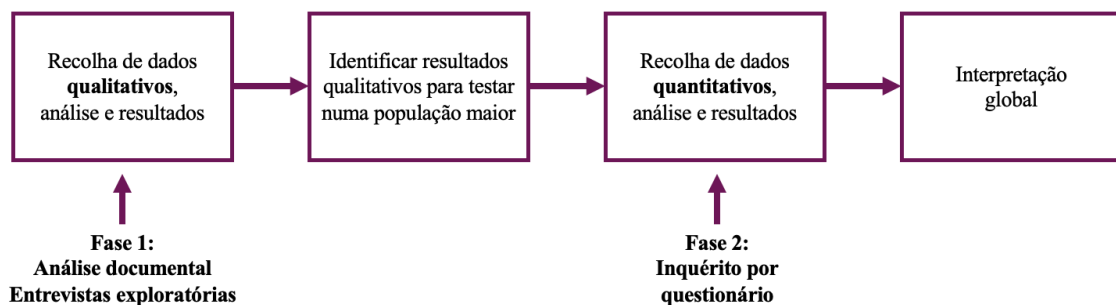 Recolha de dados
qualitativos,
análise e resultados
Identificar resultados
qualitativos para testar
numa população maior
Recolha de dados
quantitativos,
análise e resultados
Interpretação
global
Fase 1:
Análise documental
Entrevistas exploratórias
Fase 2:
Inquérito por
questionário